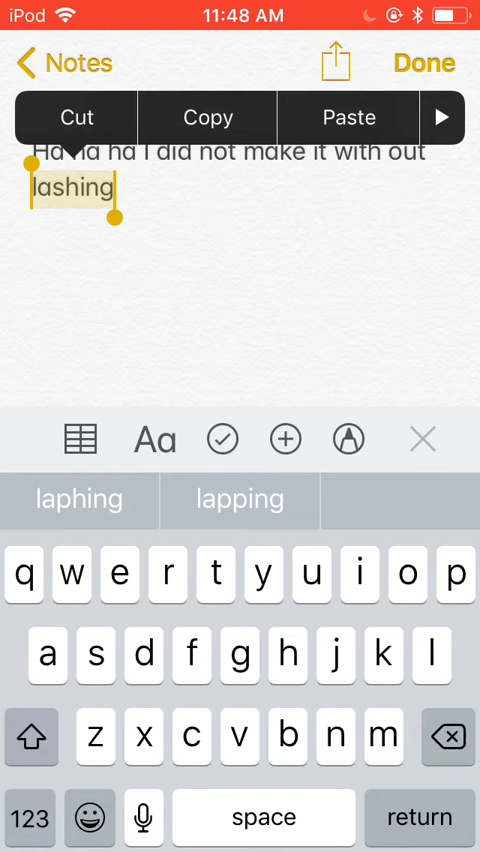 iPod 11:48 AM
Notes Done
Cut Copy Paste
Ha ha ha I did not make it with out
lashing
Aa
laphing lapping
q w e r t y u i o p
a s d f g h j k l
z x c v b n m
123 space return